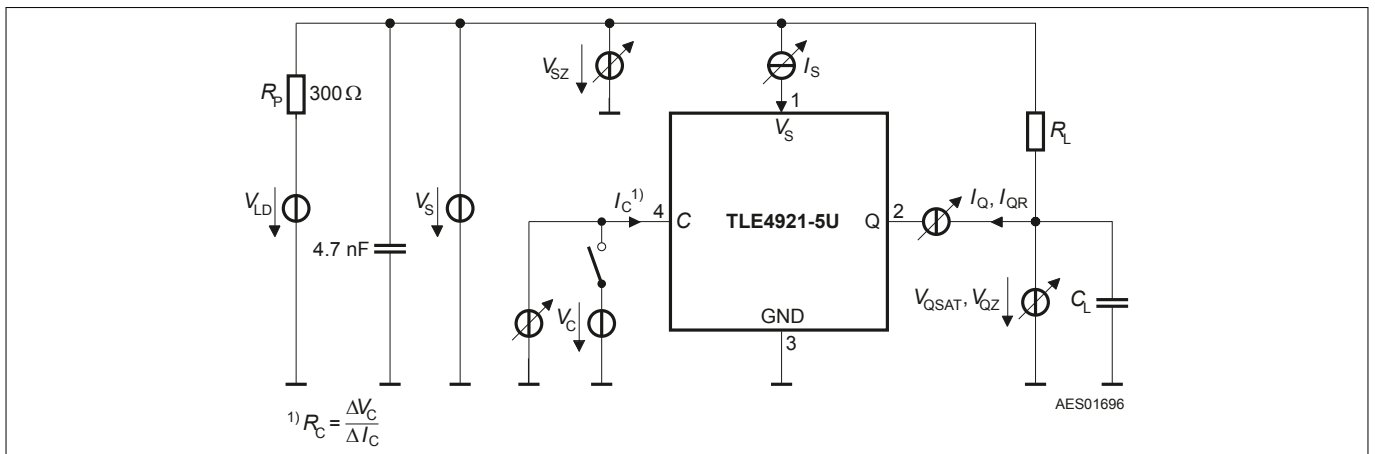 V_SZ
I_S
R_P 300 Ω
1
V_S
R_L
V_LD
V_S
I_C 1)
4
C
TLE4921-5U
Q
2
I_Q, I_QR
4.7 nF
V_C
V_QSAT, V_QZ
C_L
GND
3
AES01696
1) R_C = ΔV_C / ΔI_C